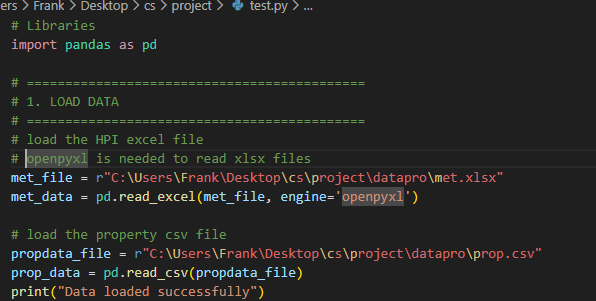 ers > Frank > Desktop > cs > project > test.py > ...
# Libraries
import pandas as pd
# ==========================================
# 1. LOAD DATA
# ==========================================
# load the HPI excel file
# openpyxl is needed to read xlsx files
met_file = r"C:\Users\Frank\Desktop\cs\project\datapro\met.xlsx"
met_data = pd.read_excel(met_file, engine='openpyxl')
# load the property csv file
propdata_file = r"C:\Users\Frank\Desktop\cs\project\datapro\prop.csv"
prop_data = pd.read_csv(propdata_file)
print("Data loaded successfully")